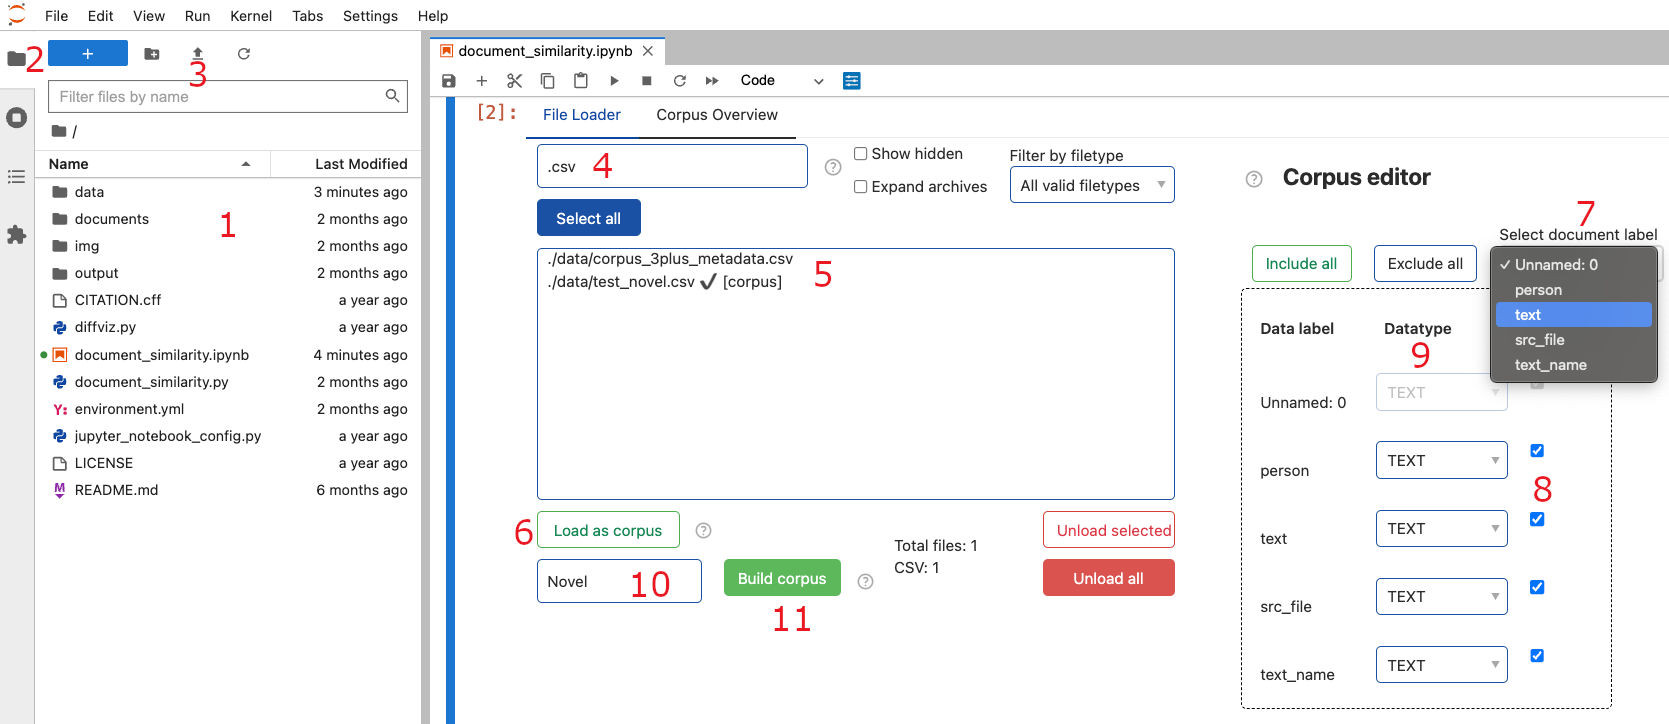 File Edit View Run Kernel Tabs Settings Help
2
3
+
Filter files by name
/
Name Last Modified
data 3 minutes ago
documents 2 months ago
1
img 2 months ago
output 2 months ago
CITATION.cff a year ago
diffviz.py a year ago
document_similarity.ipynb 4 minutes ago
document_similarity.py 2 months ago
Y: environment.yml 2 months ago
jupyter_notebook_config.py a year ago
LICENSE a year ago
M README.md 6 months ago
document_similarity.ipynb
Code
[2]: File Loader Corpus Overview
.csv 4
? Show hidden
Expand archives
Filter by filetype
All valid filetypes
Select all
./data/corpus_3plus_metadata.csv
./data/test_novel.csv ✔ [corpus]
5
6 Load as corpus ?
Novel 10
Build corpus ?
11
Total files: 1
CSV: 1
Unload selected
Unload all
? Corpus editor
7
Select document label
Include all Exclude all
✓ Unnamed: 0
person
text
src_file
text_name
Data label Datatype
9
Unnamed: 0 TEXT
person TEXT
8
text TEXT
src_file TEXT
text_name TEXT